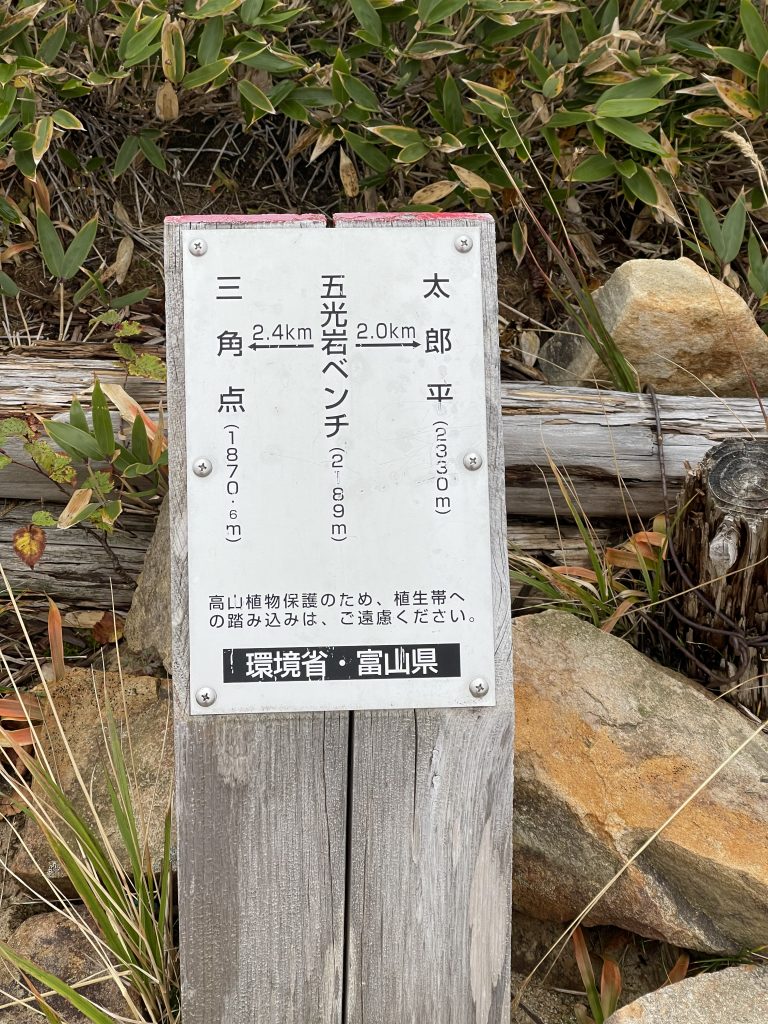 三角点(1870.6m)
2.4km
五光岩ベンチ(2189m)
2.0km
太郎平(2330m)
高山植物保護のため、植生帯へ
の踏み込みは、ご遠慮ください。
環境省・富山県